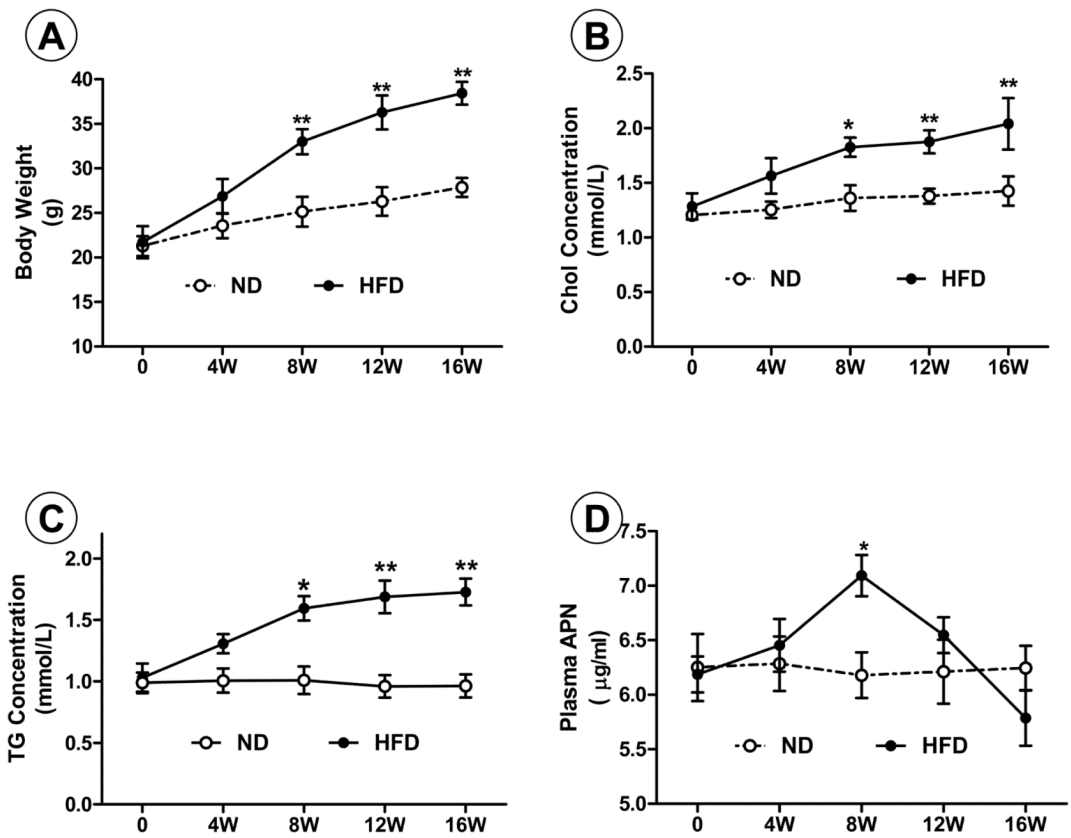 A
Body Weight
(g)
40
35
30
25
20
15
10
**
**
**
ND
HFD
0 4W 8W 12W 16W
B
Chol Concentration
(mmol/L)
2.5
2.0
1.5
1.0
0.5
0.0
*
**
**
ND
HFD
0 4W 8W 12W 16W
C
TG Concentration
(mmol/L)
2.0
1.5
1.0
0.5
0.0
*
**
**
ND
HFD
0 4W 8W 12W 16W
D
Plasma APN
( μg/ml)
7.5
7.0
6.5
6.0
5.5
5.0
*
ND
HFD
0 4W 8W 12W 16W